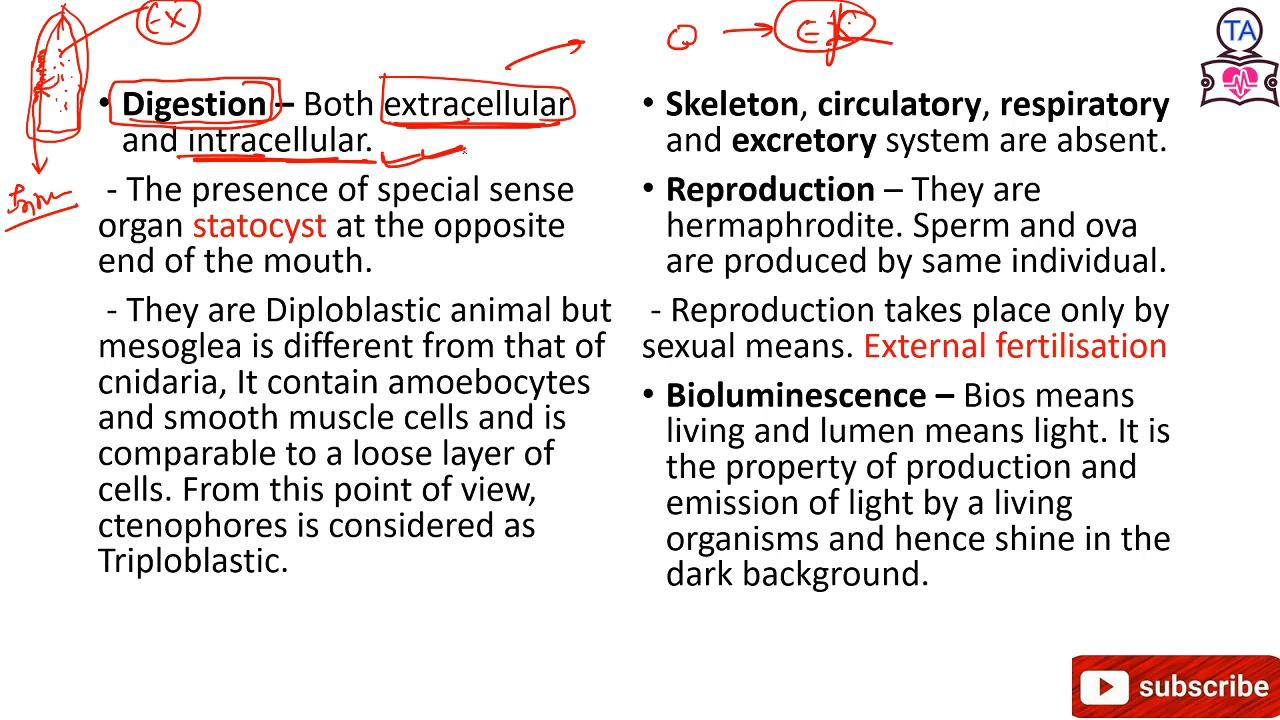 EX
TA
• Digestion – Both extracellular
and intracellular.
- The presence of special sense
organ statocyst at the opposite
end of the mouth.
- They are Diploblastic animal but
mesoglea is different from that of
cnidaria, It contain amoebocytes
and smooth muscle cells and is
comparable to a loose layer of
cells. From this point of view,
ctenophores is considered as
Triploblastic.
• Skeleton, circulatory, respiratory
and excretory system are absent.
• Reproduction – They are
hermaphrodite. Sperm and ova
are produced by same individual.
- Reproduction takes place only by
sexual means. External fertilisation
• Bioluminescence – Bios means
living and lumen means light. It is
the property of production and
emission of light by a living
organisms and hence shine in the
dark background.
subscribe